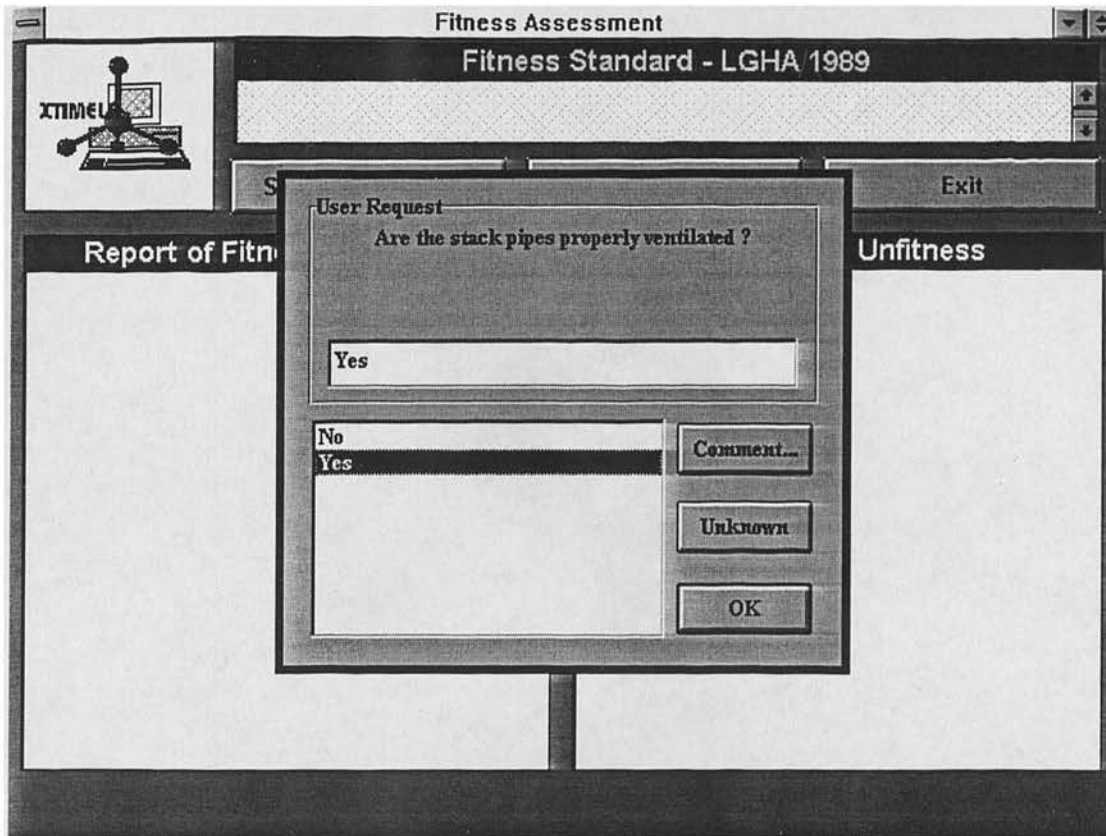 Fitness Assessment
XTIMEL
Fitness Standard - LGHA 1989
S
Exit
Report of Fitn
Unfitness
User Request
Are the stack pipes properly ventilated ?
Yes
No
Yes
Comment...
Unknown
OK